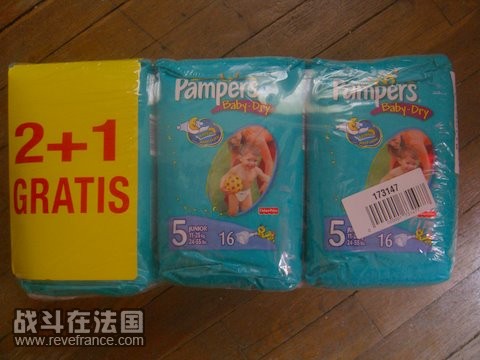 2+1
GRATIS
Pampers
Baby-Dry
5
JUNIOR
16
Pampers
Baby-Dry
173147
5
16
战斗在法国
www.revefrance.com